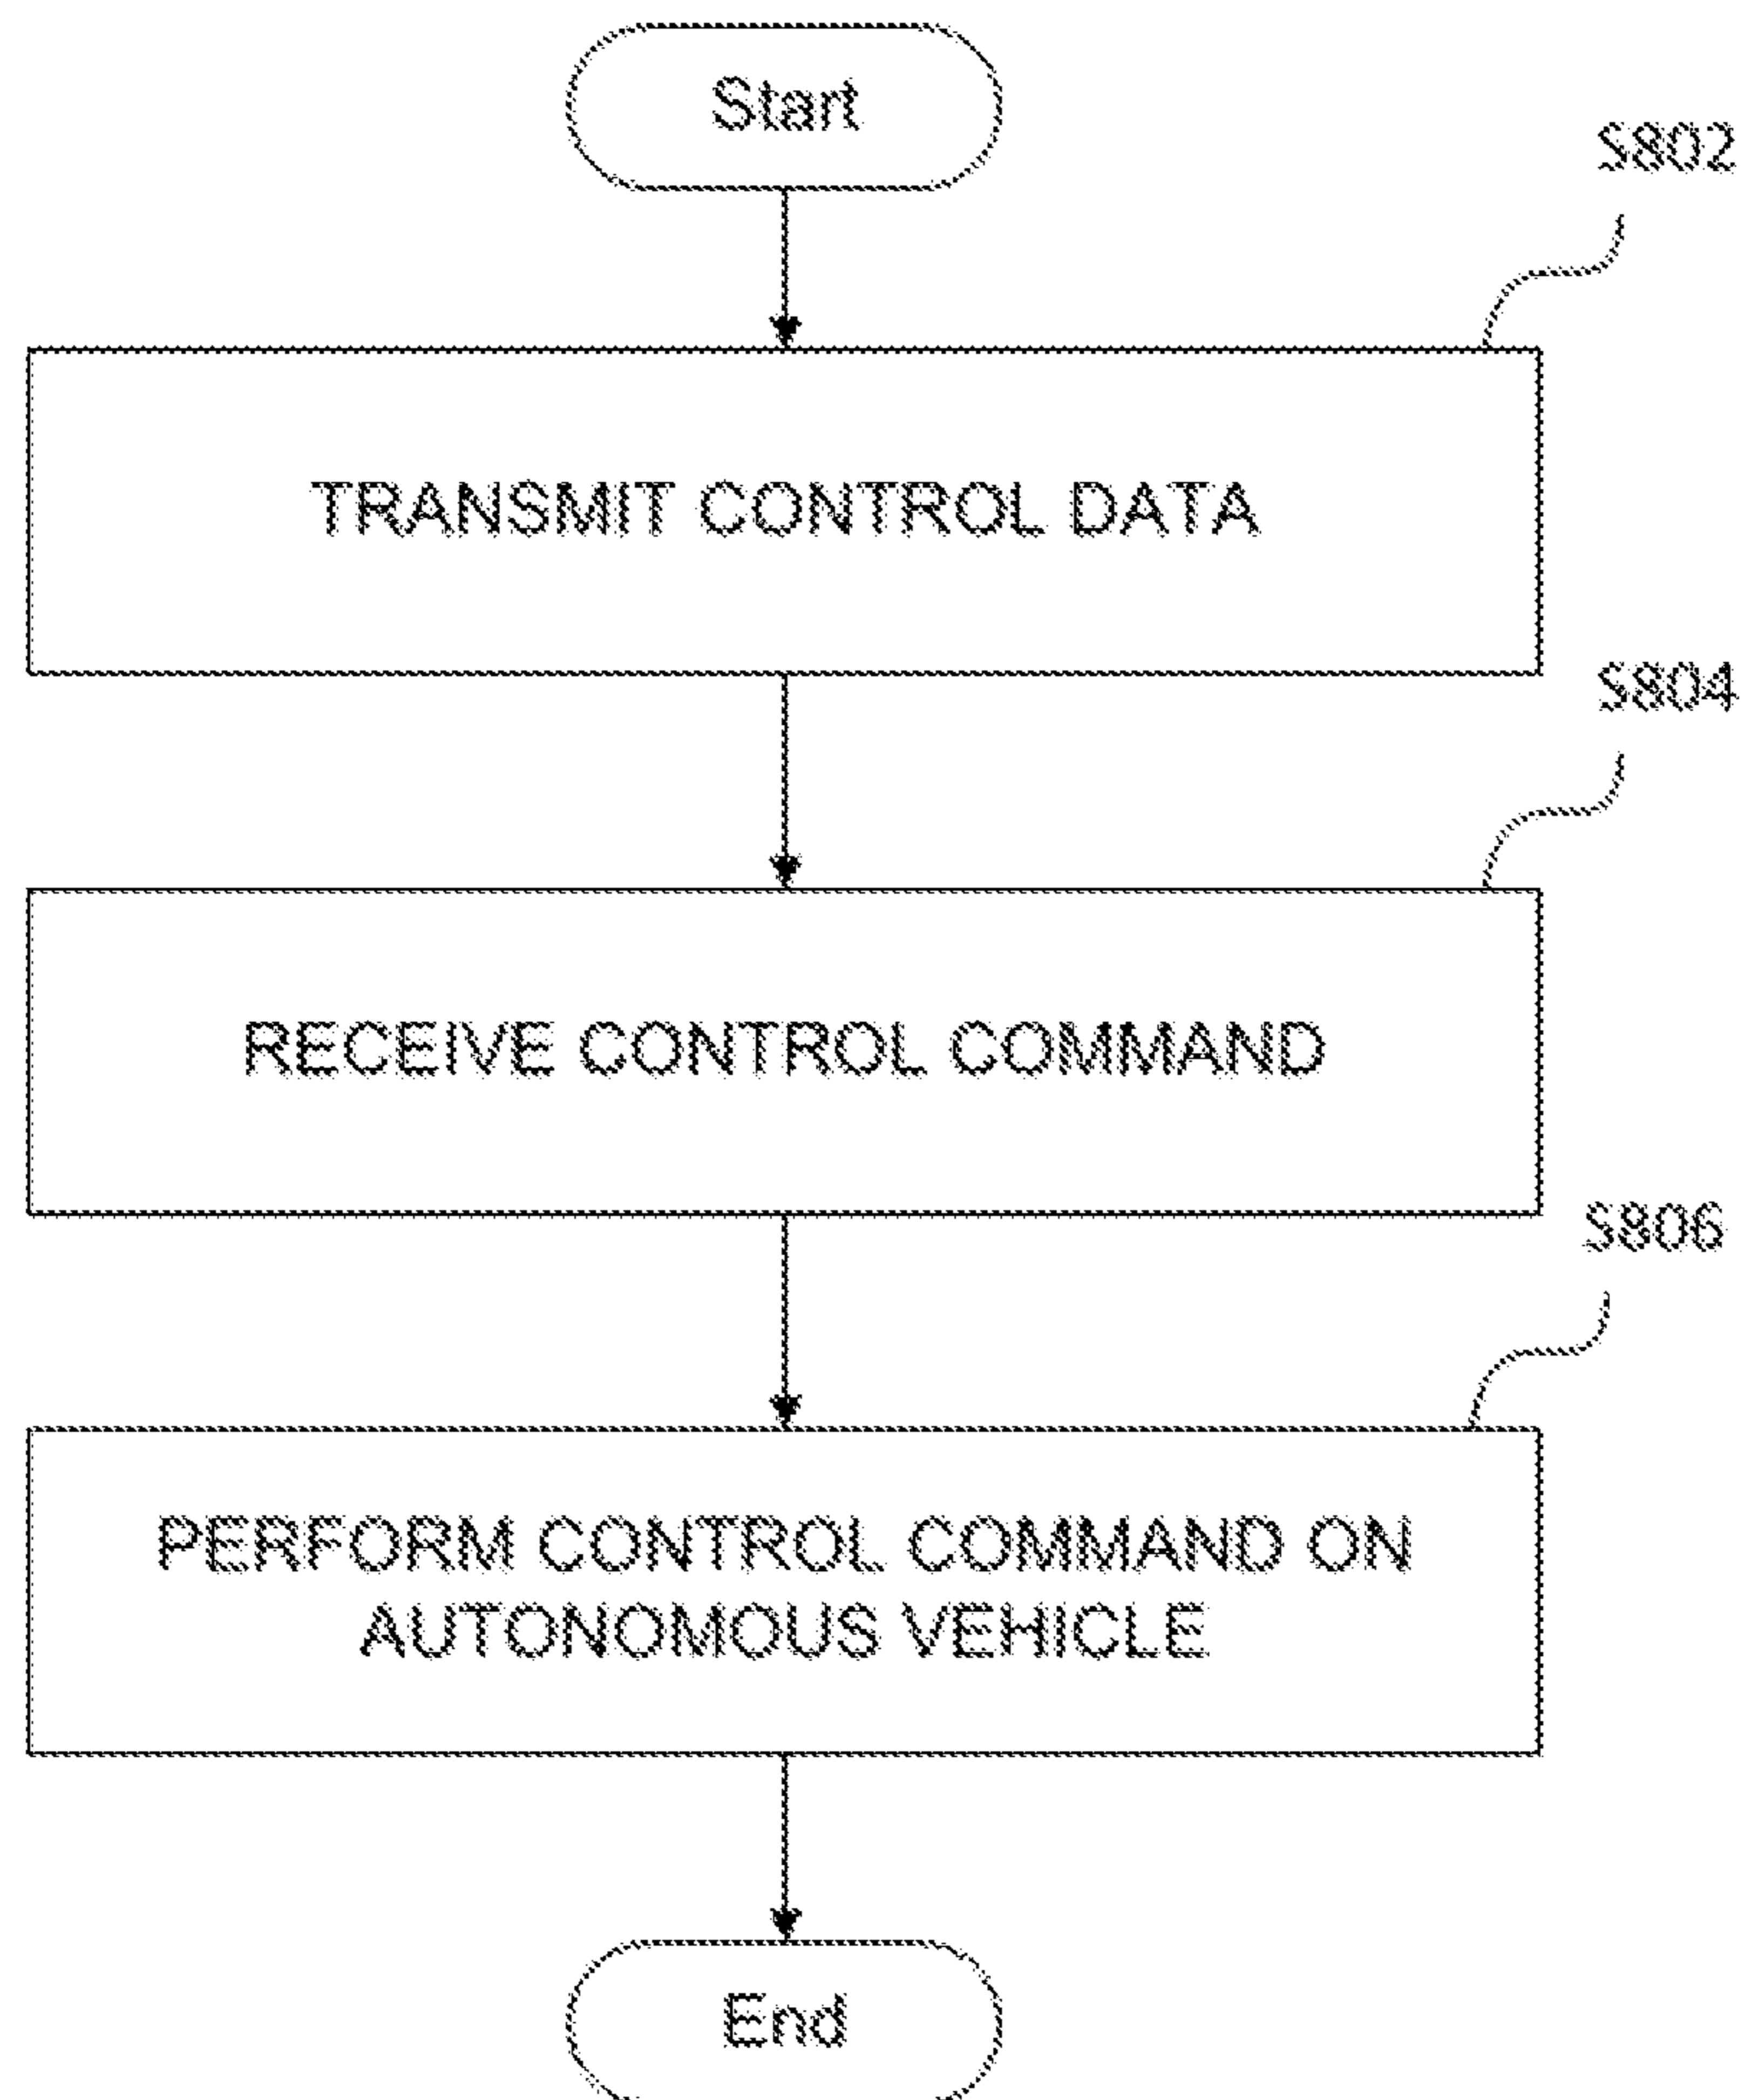 Start
S802
TRANSMIT CONTROL DATA
S804
RECEIVE CONTROL COMMAND
S806
PERFORM CONTROL COMMAND ON
AUTONOMOUS VEHICLE
End